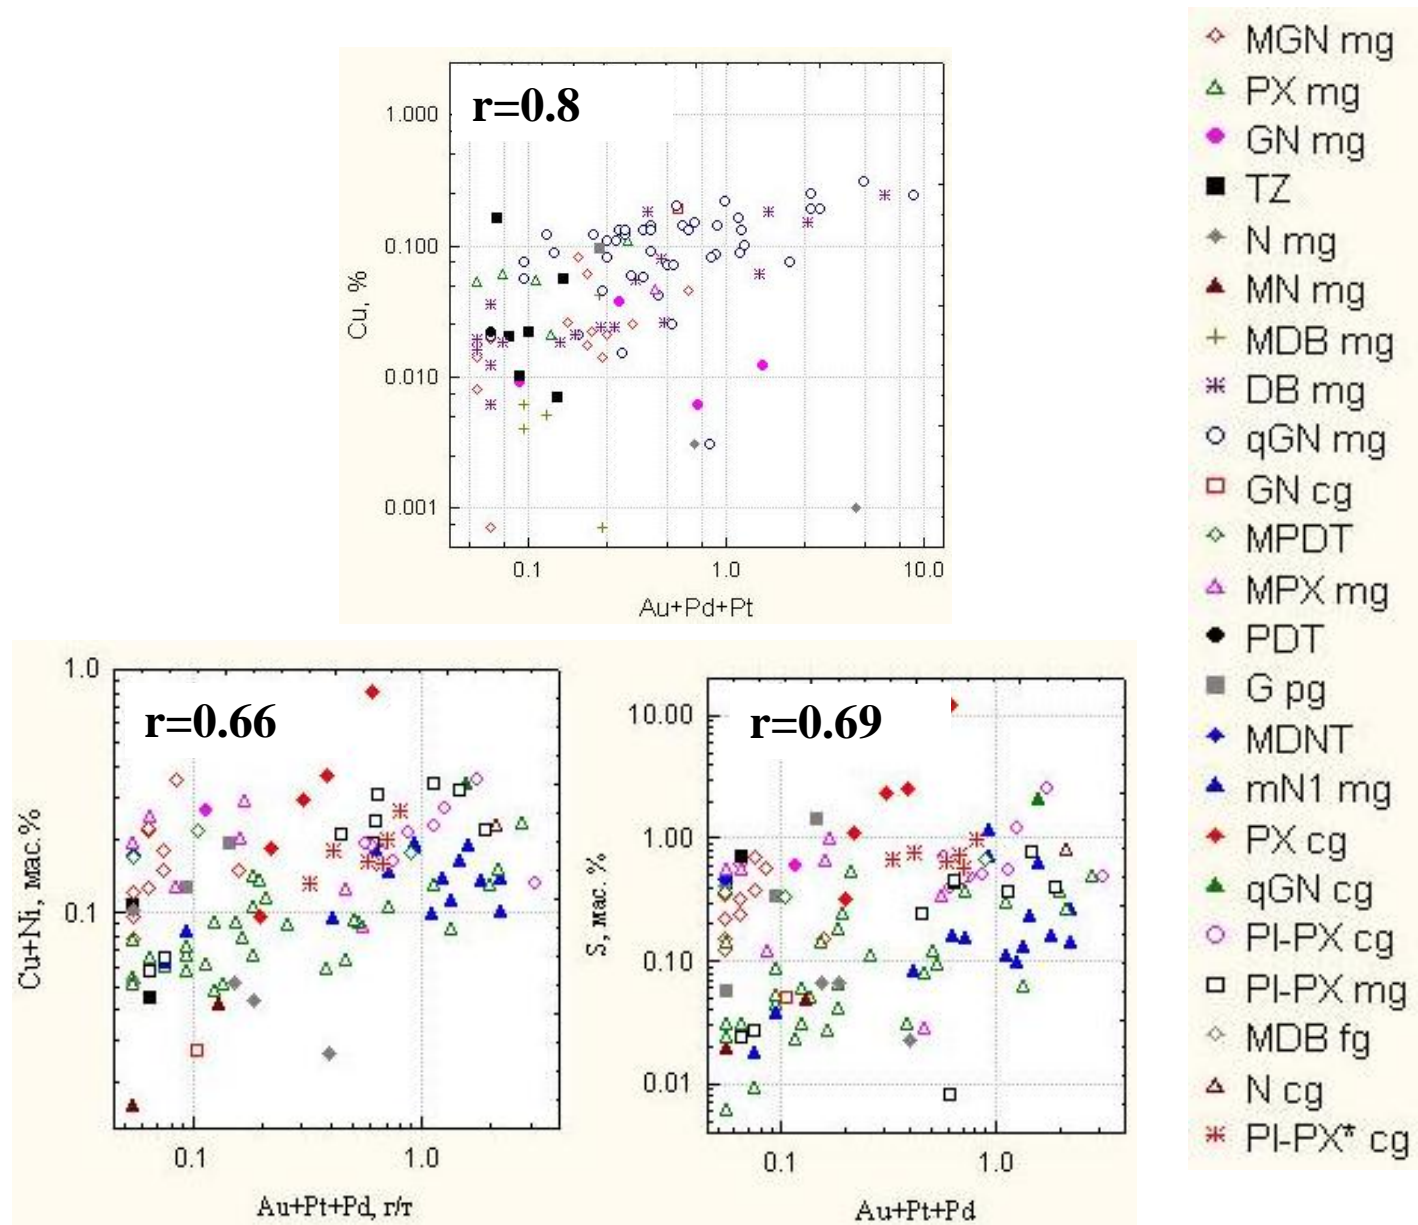 r=0.8
1.000
0.100
0.010
0.001
Cu, %
0.1 1.0 10.0
Au+Pd+Pt
r=0.66
1.0
0.1
Cu+Ni, мас.%
0.1 1.0
Au+Pt+Pd, г/т
r=0.69
10.00
1.00
0.10
0.01
S, мас. %
0.1 1.0
Au+Pt+Pd
MGN mg
PX mg
GN mg
TZ
N mg
MN mg
MDB mg
DB mg
qGN mg
GN cg
MPDT
MPX mg
PDT
G pg
MDNT
mN1 mg
PX cg
qGN cg
PI-PX cg
PI-PX mg
MDB fg
N cg
PI-PX* cg